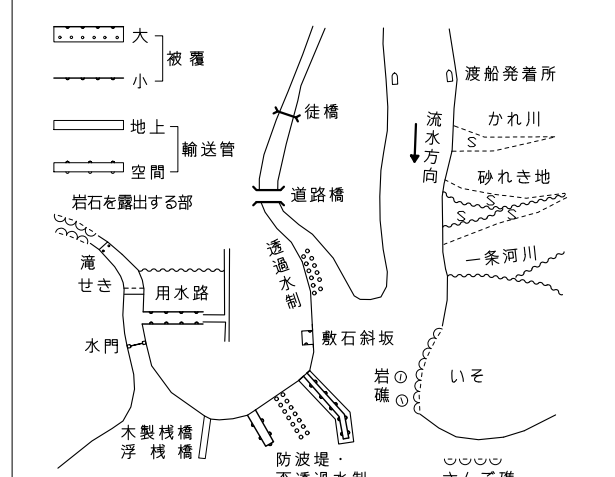 大
被覆
小
地上
輸送管
空間
岩石を露出する部
徒橋
道路橋
渡船発着所
流水方向
かれ川
砂れき地
一条河川
滝
せき
用水路
水門
透過水制
敷石斜坂
岩礁
いそ
木製桟橋
浮桟橋
防波堤・